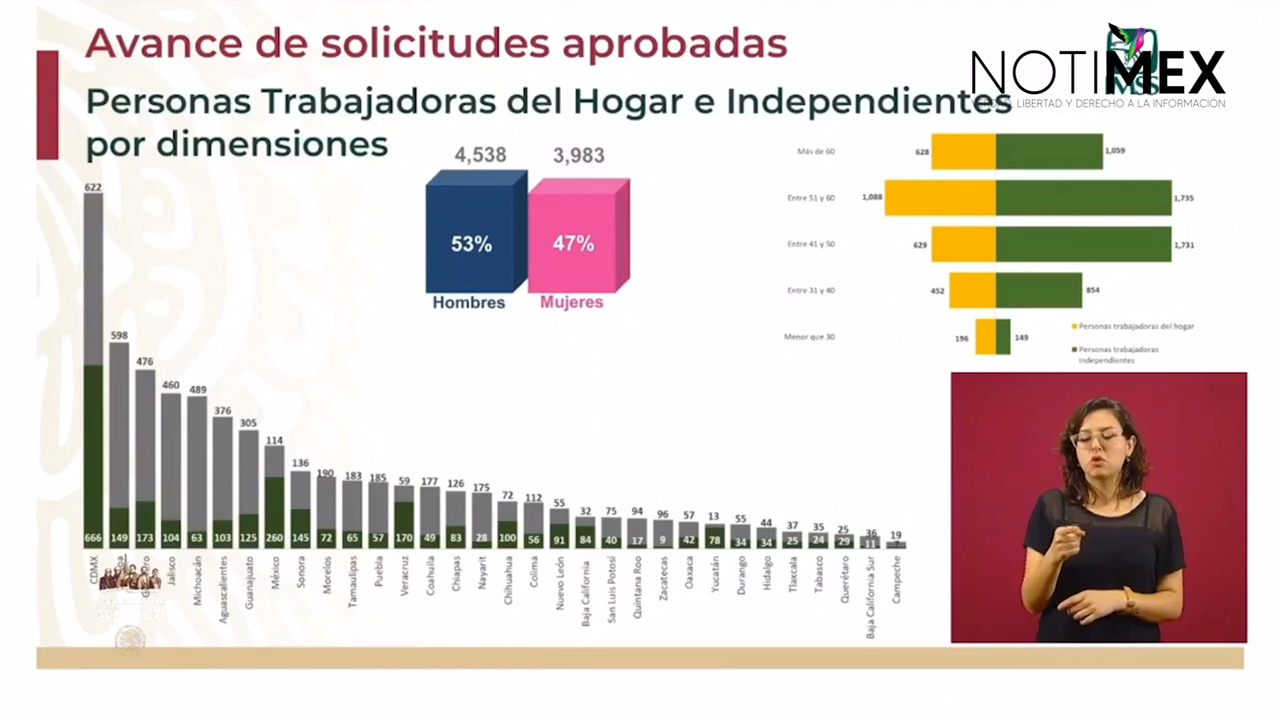 Avance de solicitudes aprobadas
Personas Trabajadoras del Hogar e Independientes
por dimensiones
NOTIMEX
LIBERTAD Y DERECHO A LA INFORMACIÓN
4,538 3,983
53% 47%
Hombres Mujeres
Más de 60 628 1,059
Entre 51 y 60 1,088 1,735
Entre 41 y 50 629 1,731
Entre 31 y 40 452 854
Menor que 30 196 149
Personas trabajadoras del hogar
Personas trabajadoras
Independientes
622 598 476 460 489 376 305 114 136 190 183 185 59 177 126 175 72 112 55 32 75 94 96 57 13 55 44 37 35 25 36 19
666 149 173 104 63 103 125 260 145 72 65 57 170 49 83 28 100 56 91 84 40 17 9 42 78 34 34 25 24 29 11
CDMX
Jalisco
Michoacán
Aguascalientes
Guanajuato
México
Sonora
Morelos
Tamaulipas
Puebla
Veracruz
Coahuila
Chiapas
Nayarit
Chihuahua
Colima
Nuevo León
Baja California
San Luis Potosí
Quintana Roo
Zacatecas
Oaxaca
Yucatán
Durango
Hidalgo
Tlaxcala
Tabasco
Querétaro
Baja California Sur
Campeche